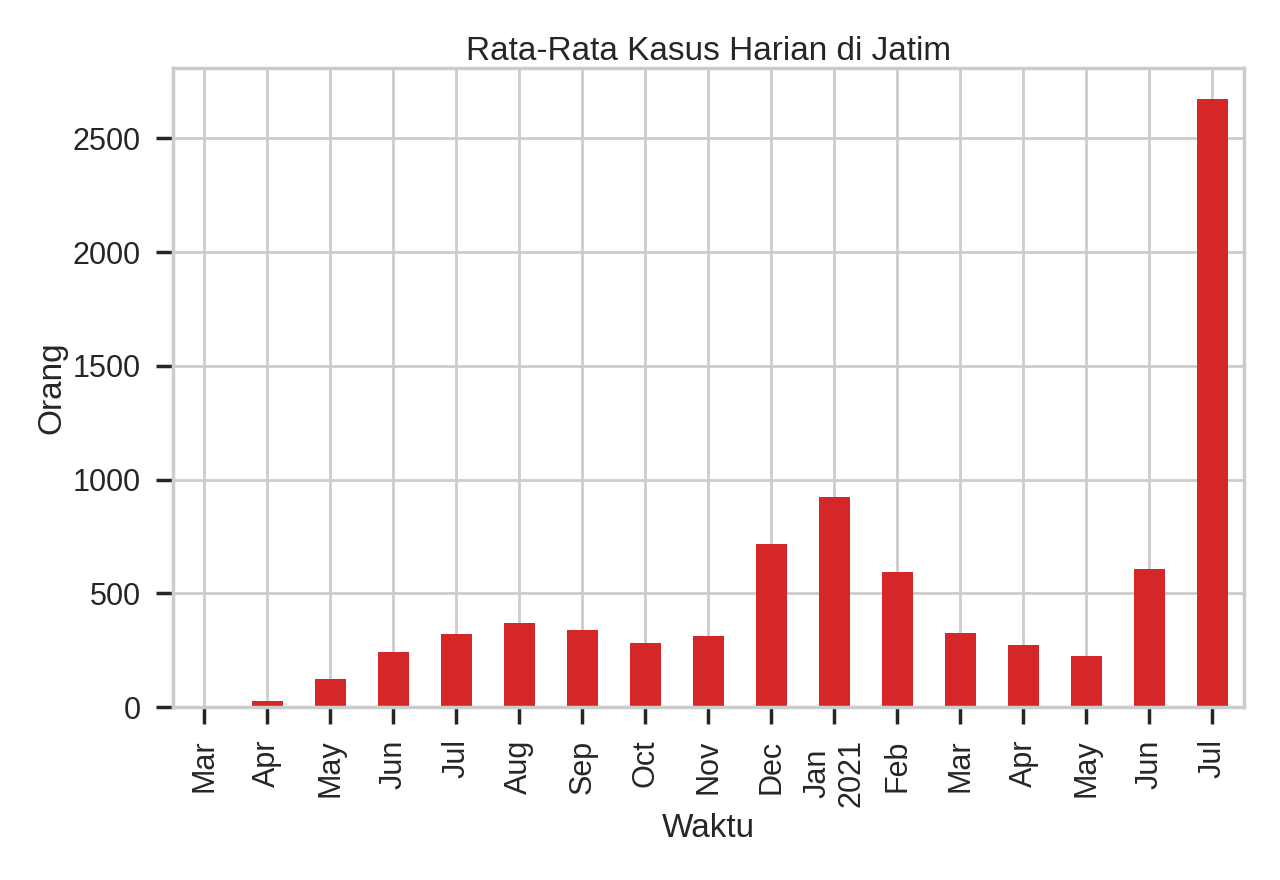 Rata-Rata Kasus Harian di Jatim
2500
2000
1500
1000
500
0
Orang
Mar
Apr
May
Jun
Jul
Aug
Sep
Oct
Nov
Dec
Jan
2021
Feb
Mar
Apr
May
Jun
Jul
Waktu